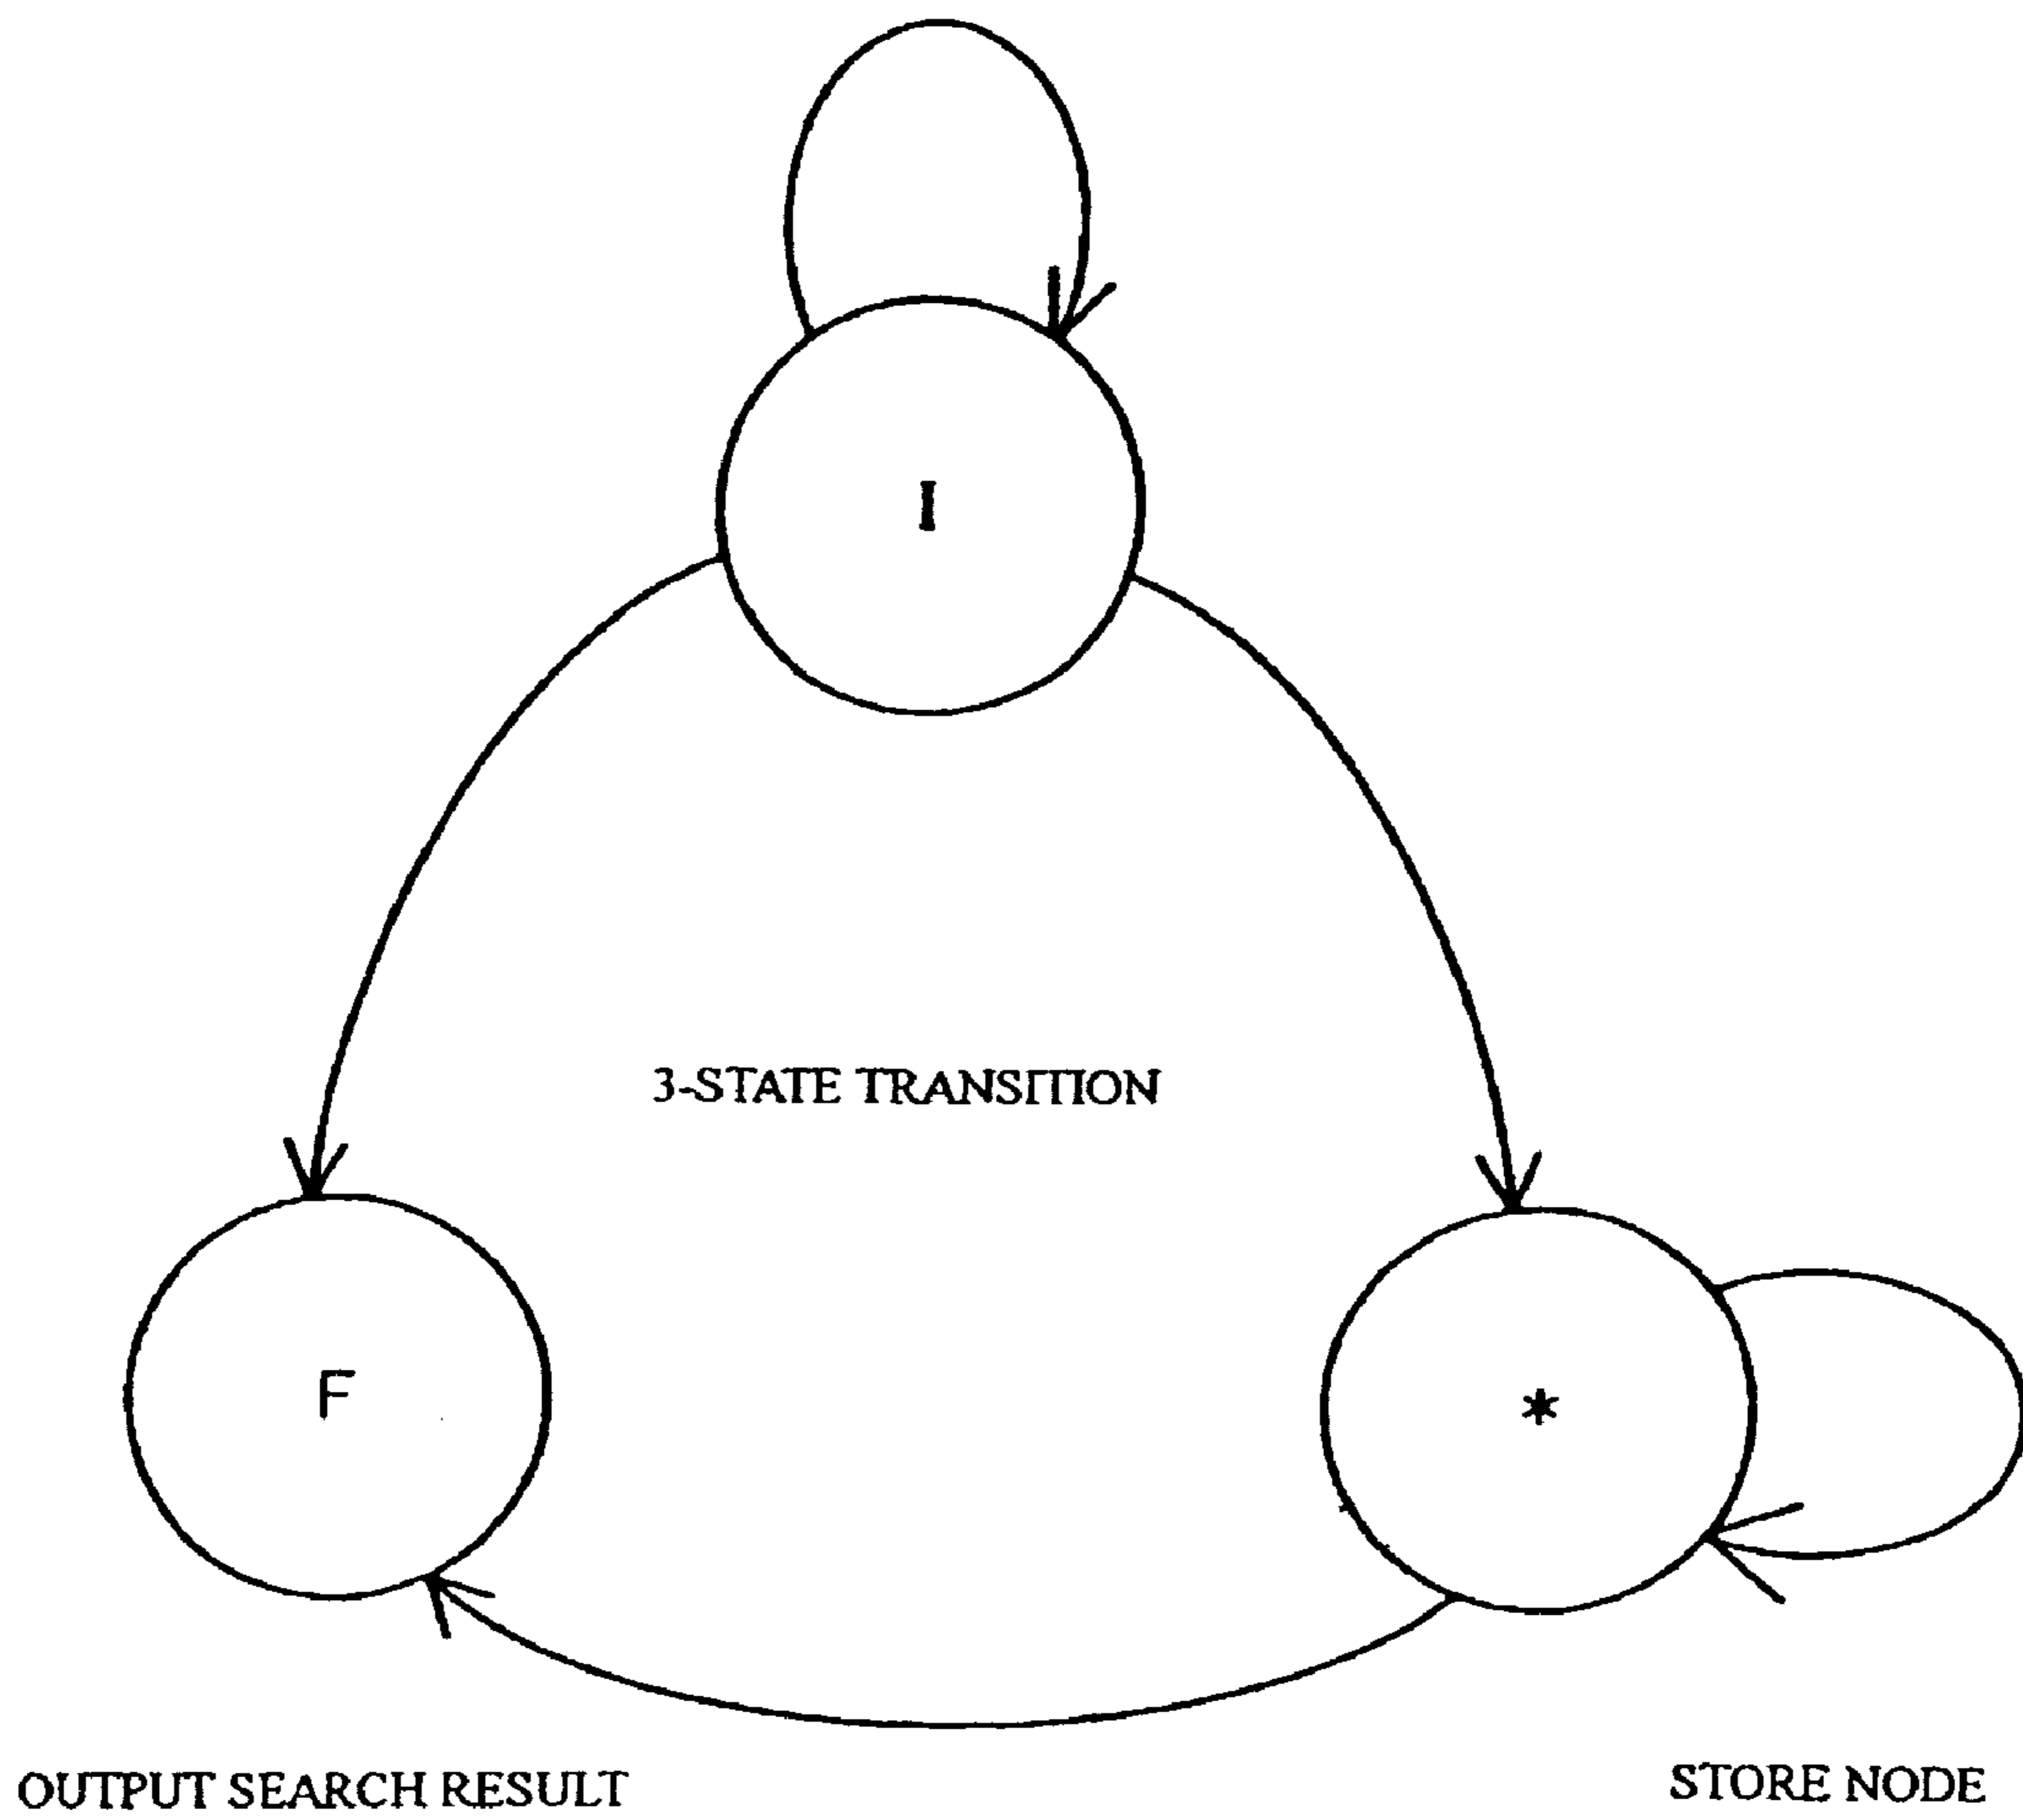 I
3-STATE TRANSITION
F
*
OUTPUT SEARCH RESULT
STORE NODE